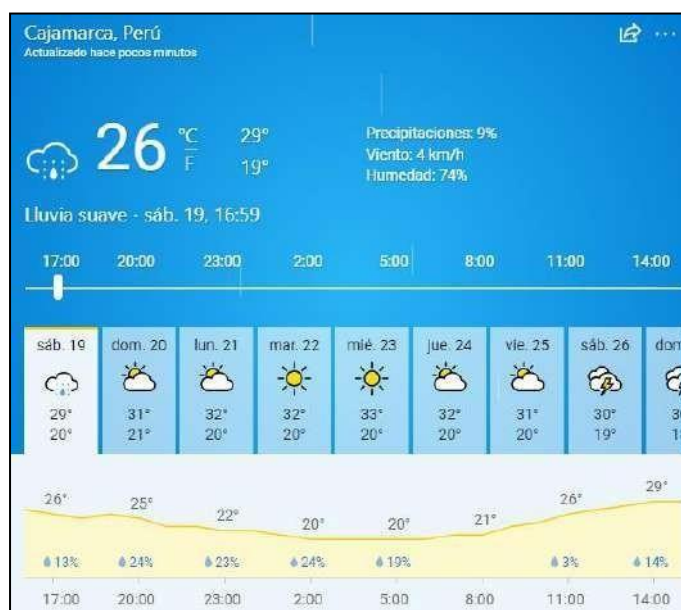 Cajamarca, Perú
Actualizado hace pocos minutos
26 °C 29°
F 19°
Precipitaciones: 9%
Viento: 4 km/h
Humedad: 74%
Lluvia suave - sáb. 19, 16:59
17:00 20:00 23:00 2:00 5:00 8:00 11:00 14:00
sáb. 19 dom. 20 lun. 21 mar. 22 mié. 23 jue. 24 vie. 25 sáb. 26
29° 31° 32° 32° 33° 32° 31° 30°
20° 21° 20° 20° 20° 20° 20° 19°
26° 25° 22° 20° 20° 21° 26° 29°
13% 24% 23% 24% 19% 3% 14%
17:00 20:00 23:00 2:00 5:00 8:00 11:00 14:00